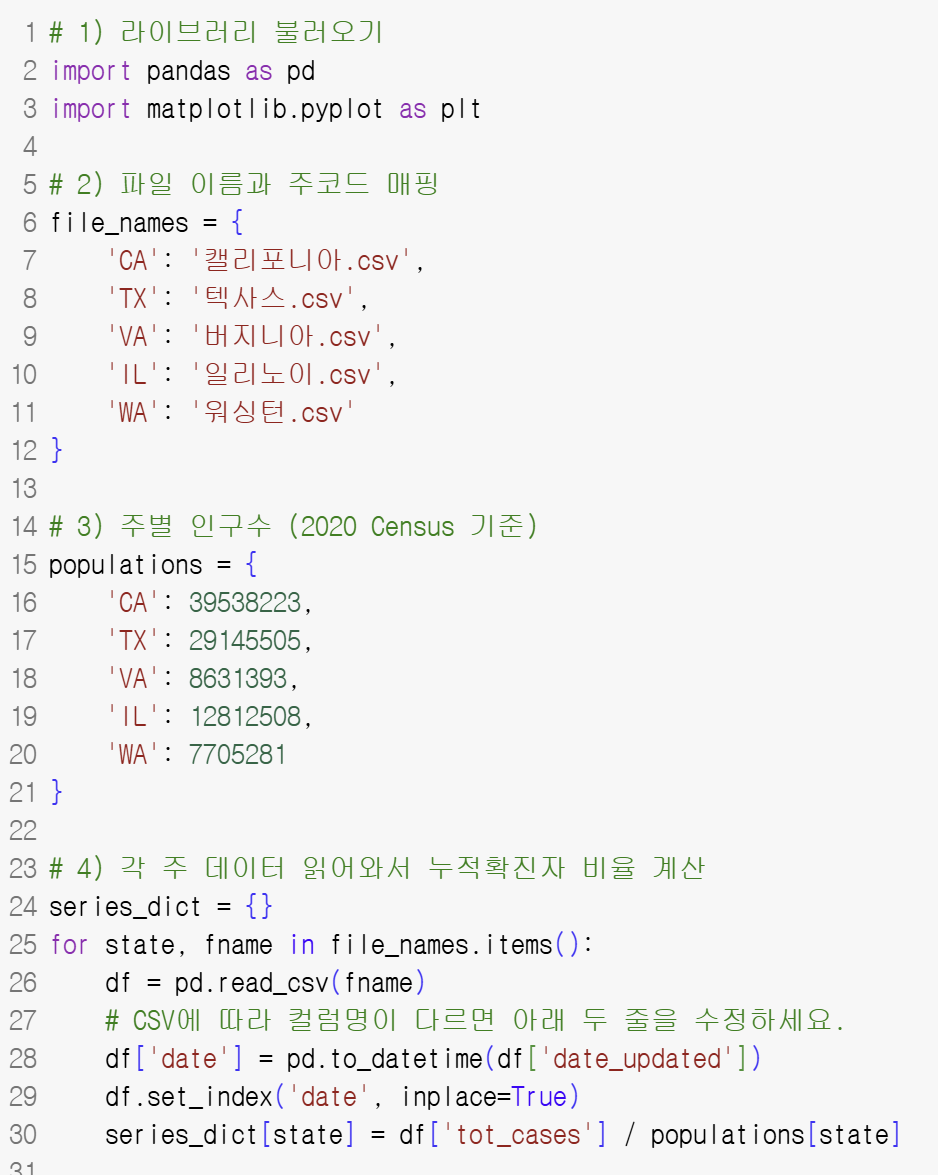 1 # 1) 라이브러리 불러오기
2 import pandas as pd
3 import matplotlib.pyplot as plt
4
5 # 2) 파일 이름과 주코드 매핑
6 file_names = {
7     'CA': '캘리포니아.csv',
8     'TX': '텍사스.csv',
9     'VA': '버지니아.csv',
10     'IL': '일리노이.csv',
11     'WA': '워싱턴.csv'
12 }
13
14 # 3) 주별 인구수 (2020 Census 기준)
15 populations = {
16     'CA': 39538223,
17     'TX': 29145505,
18     'VA': 8631393,
19     'IL': 12812508,
20     'WA': 7705281
21 }
22
23 # 4) 각 주 데이터 읽어와서 누적확진자 비율 계산
24 series_dict = {}
25 for state, fname in file_names.items():
26     df = pd.read_csv(fname)
27     # CSV에 따라 컬럼명이 다르면 아래 두 줄을 수정하세요.
28     df['date'] = pd.to_datetime(df['date_updated'])
29     df.set_index('date', inplace=True)
30     series_dict[state] = df['tot_cases'] / populations[state]
31